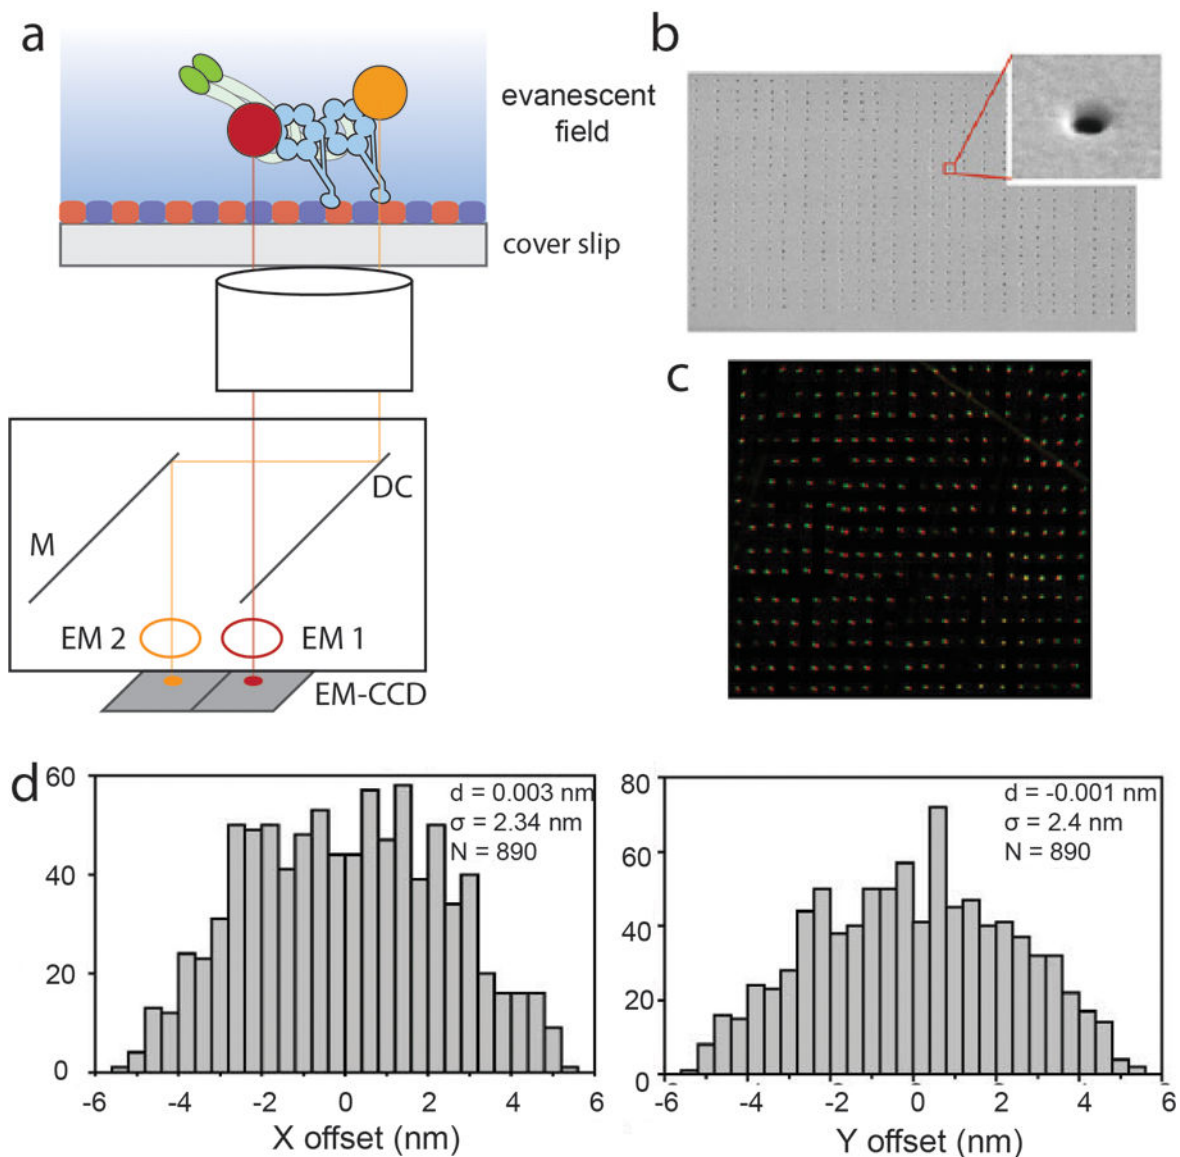 a
evanescent
field
cover slip
DC
M
EM 2
EM 1
EM-CCD
b
c
d
60
40
20
0
-6
-4
-2
0
2
4
6
X offset (nm)
d = 0.003 nm
σ = 2.34 nm
N = 890
80
60
40
20
0
-6
-4
-2
0
2
4
6
Y offset (nm)
d = -0.001 nm
σ = 2.4 nm
N = 890